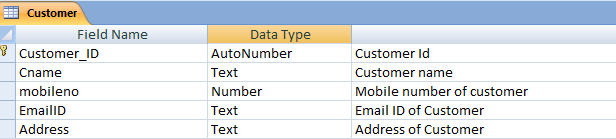 Customer
Field Name Data Type
Customer_ID AutoNumber Customer Id
Cname Text Customer name
mobileno Number Mobile number of customer
EmailID Text Email ID of Customer
Address Text Address of Customer